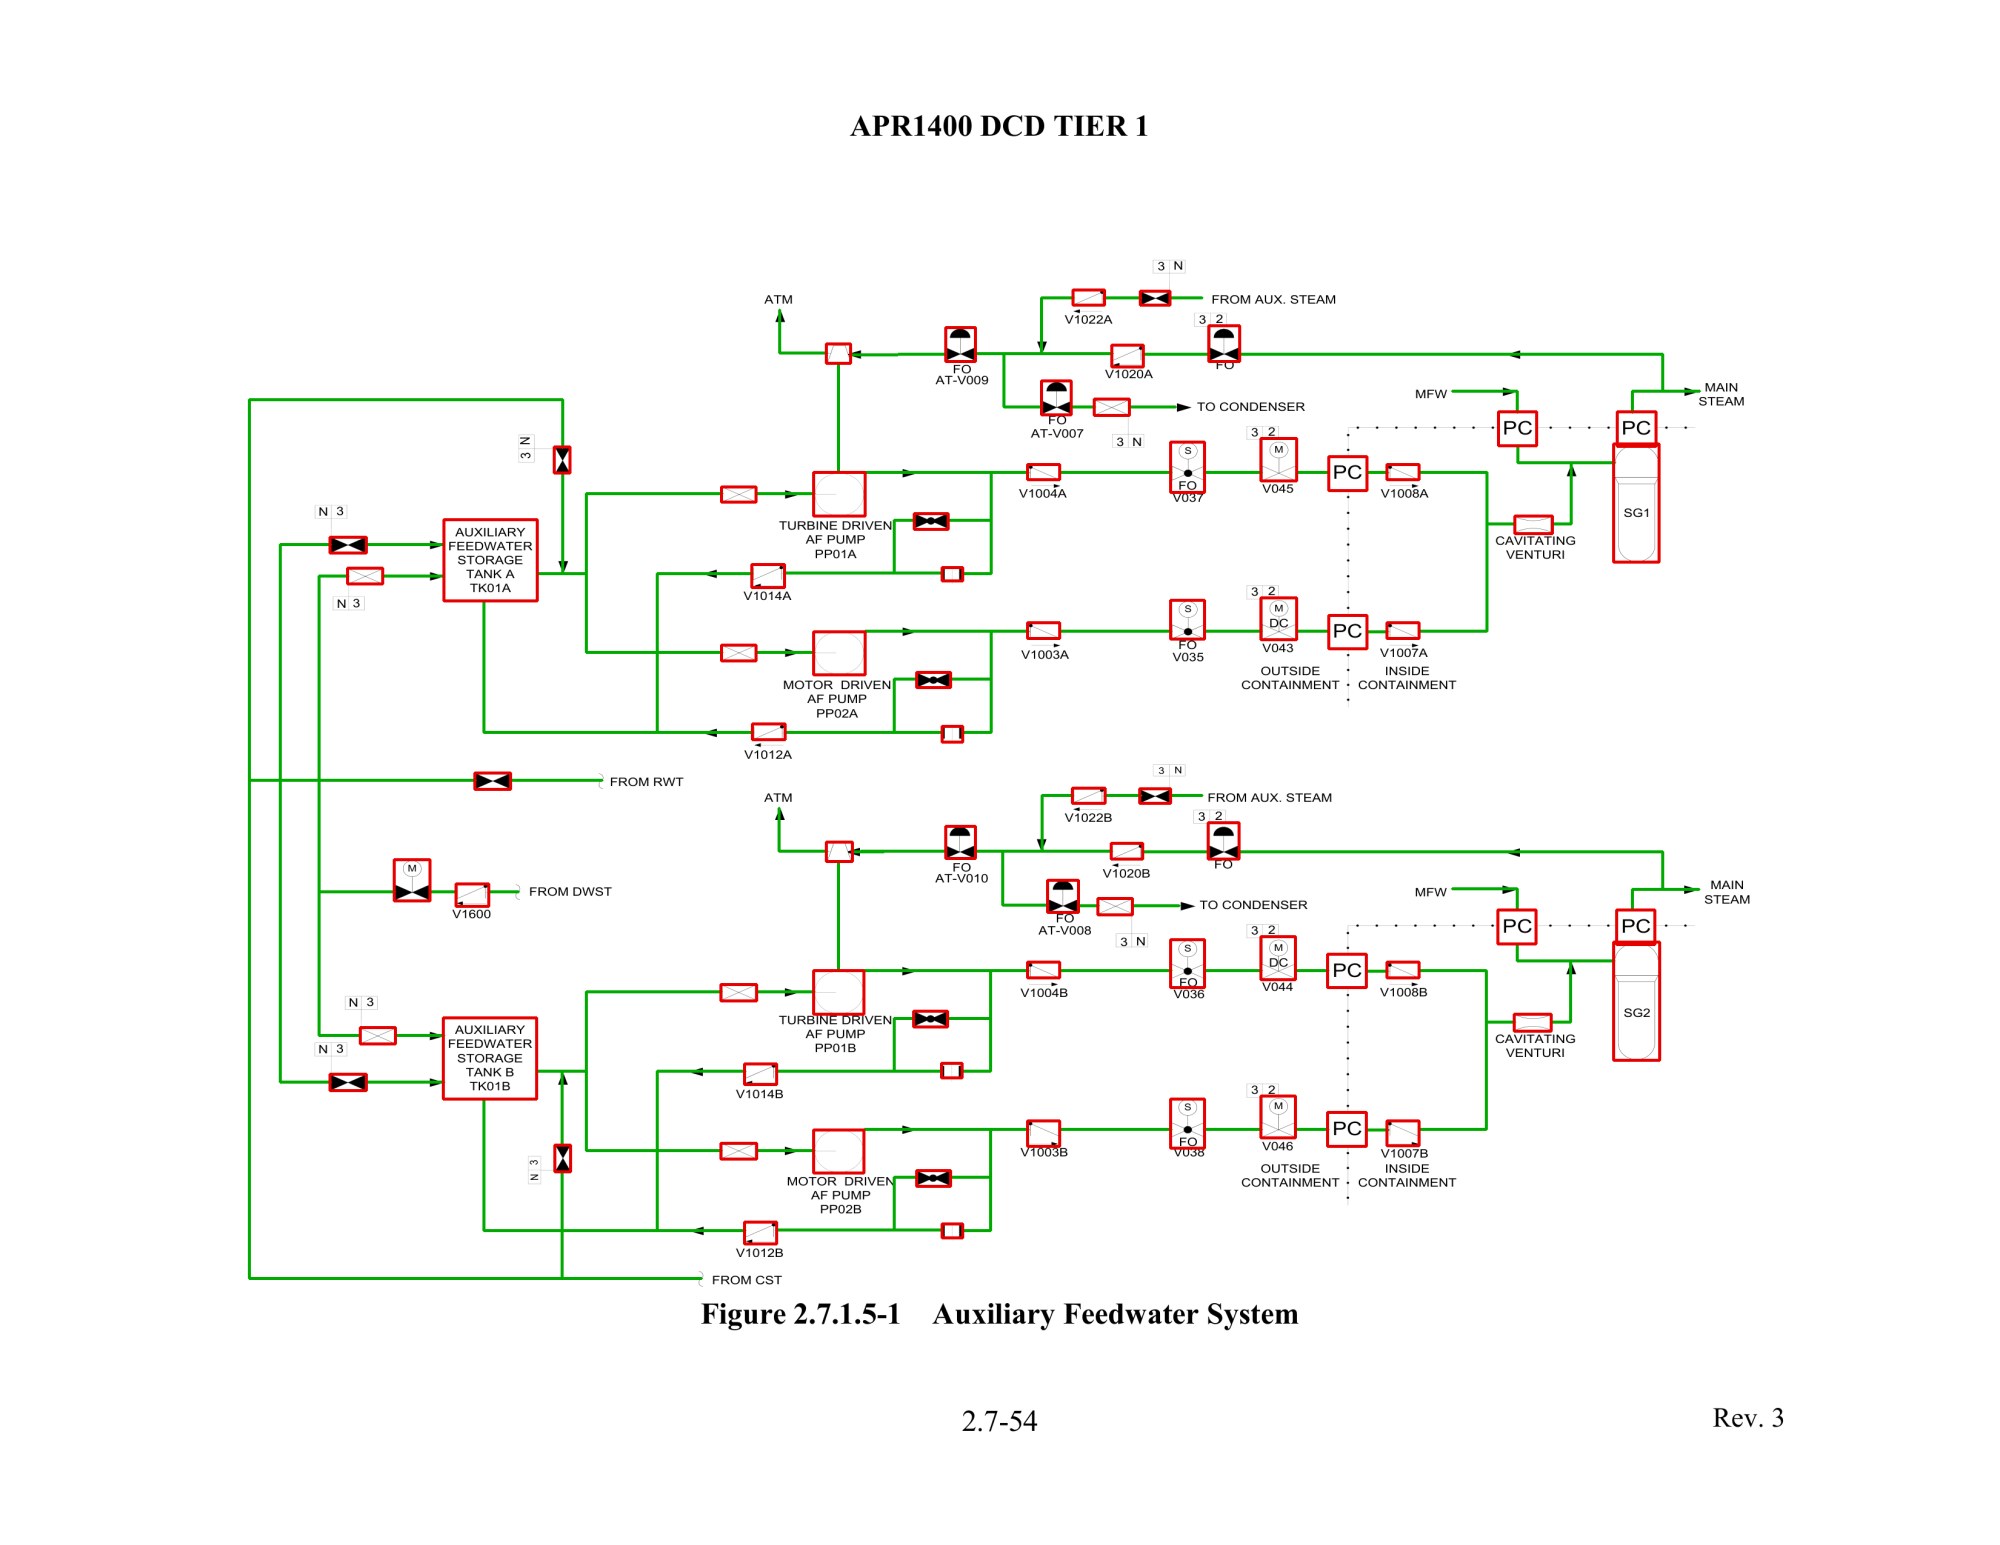 APR1400 DCD TIER 1
3 N
ATM
FROM AUX. STEAM
V1022A
3 2
FO
AT-V009
V1020A
FO
MAIN
STEAM
MFW
TO CONDENSER
FO
AT-V007
3 N
PC
PC
3 N
3 2
S
M
FO
V037
V045
PC
V1004A
V1008A
SG1
N 3
AUXILIARY
FEEDWATER
STORAGE
TANK A
TK01A
TURBINE DRIVEN
AF PUMP
PP01A
CAVITATING
VENTURI
N 3
V1014A
3 2
S
M
DC
FO
V035
V043
PC
V1003A
V1007A
OUTSIDE
CONTAINMENT
INSIDE
CONTAINMENT
MOTOR DRIVEN
AF PUMP
PP02A
V1012A
FROM RWT
3 N
ATM
FROM AUX. STEAM
V1022B
3 2
FO
AT-V010
V1020B
FO
M
FROM DWST
V1600
MAIN
STEAM
MFW
TO CONDENSER
FO
AT-V008
3 N
PC
PC
3 2
S
M
DC
FO
V036
V044
PC
V1004B
V1008B
SG2
N 3
N 3
AUXILIARY
FEEDWATER
STORAGE
TANK B
TK01B
TURBINE DRIVEN
AF PUMP
PP01B
CAVITATING
VENTURI
V1014B
3 2
S
M
FO
V038
V046
PC
V1003B
V1007B
N 3
OUTSIDE
CONTAINMENT
INSIDE
CONTAINMENT
MOTOR DRIVEN
AF PUMP
PP02B
V1012B
FROM CST
Figure 2.7.1.5-1 Auxiliary Feedwater System
2.7-54
Rev. 3